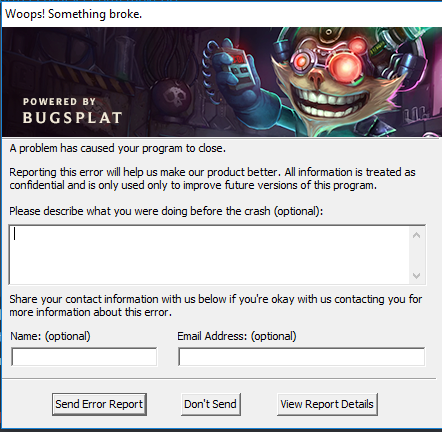 Woops! Something broke.
POWERED BY
BUGSPLAT
A problem has caused your program to close.
Reporting this error will help us make our product better. All information is treated as
confidential and is only used only to improve future versions of this program.
Please describe what you were doing before the crash (optional):
Share your contact information with us below if you're okay with us contacting you for
more information about this error.
Name: (optional)
Email Address: (optional)
Send Error Report
Don't Send
View Report Details